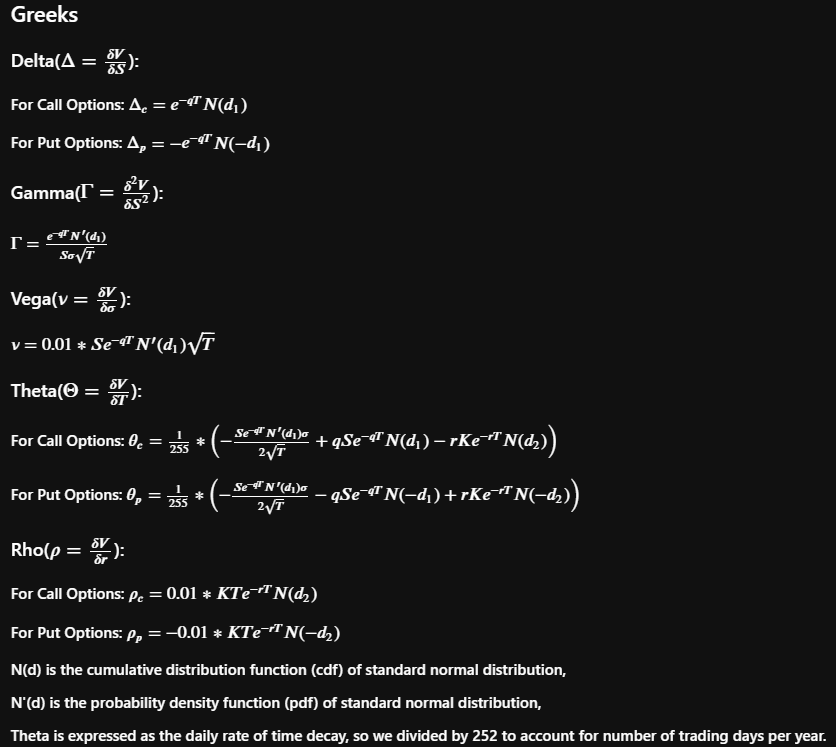 Greeks
Delta(Δ = δV/δS):
For Call Options: Δ_c = e^{-qT} N(d_1)
For Put Options: Δ_p = −e^{-qT} N(−d_1)
Gamma(Γ = δ²V/δS²):
Γ = e^{-qT} N'(d_1) / Sσ√T
Vega(ν = δV/δσ):
ν = 0.01 * Se^{-qT} N'(d_1)√T
Theta(Θ = δV/δT):
For Call Options: θ_c = 1/255 * (−Se^{-qT} N'(d_1)σ / 2√T + qSe^{-qT} N(d_1) − rKe^{-rT} N(d_2))
For Put Options: θ_p = 1/255 * (−Se^{-qT} N'(d_1)σ / 2√T − qSe^{-qT} N(−d_1) + rKe^{-rT} N(−d_2))
Rho(ρ = δV/δr):
For Call Options: ρ_c = 0.01 * KTe^{-rT} N(d_2)
For Put Options: ρ_p = −0.01 * KTe^{-rT} N(−d_2)
N(d) is the cumulative distribution function (cdf) of standard normal distribution,
N'(d) is the probability density function (pdf) of standard normal distribution,
Theta is expressed as the daily rate of time decay, so we divided by 252 to account for number of trading days per year.